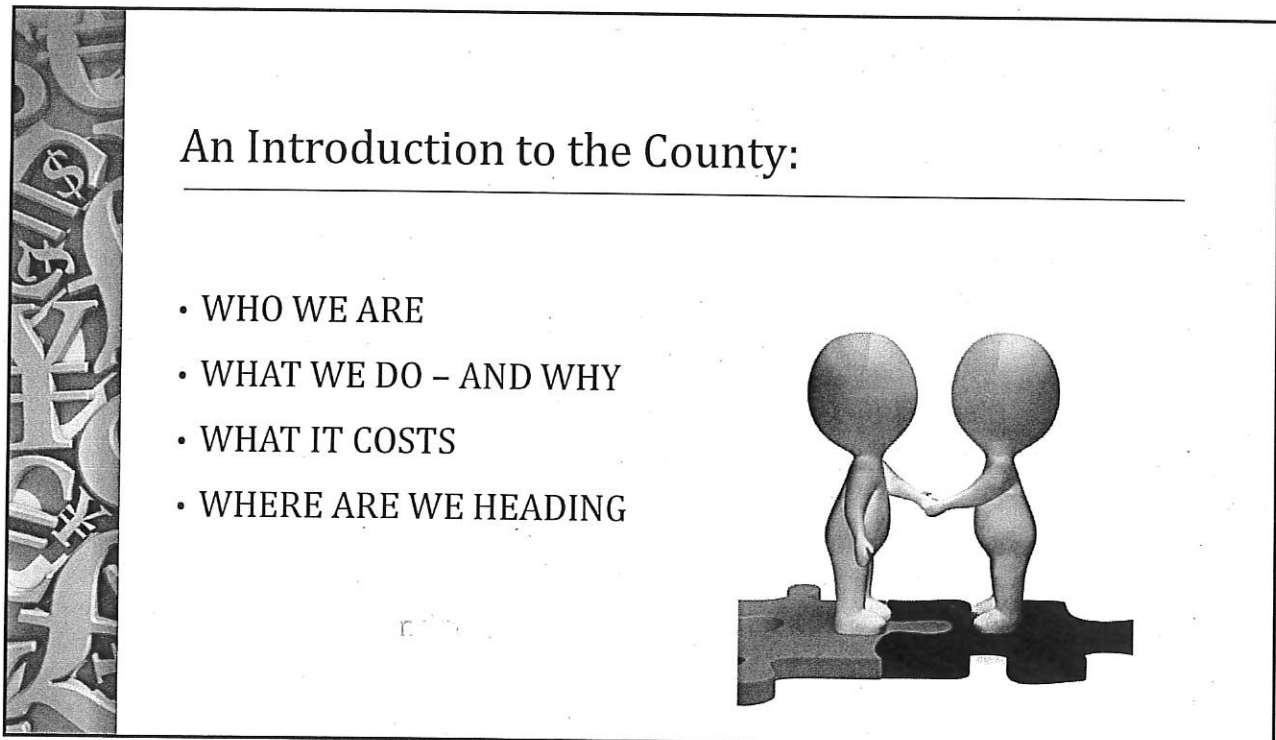 An Introduction to the County:
• WHO WE ARE
• WHAT WE DO – AND WHY
• WHAT IT COSTS
• WHERE ARE WE HEADING